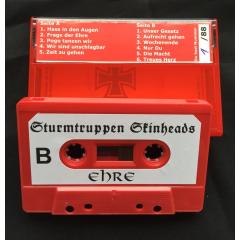 Seite A
1. Hass in den Augen
2. Frage der Ehre
3. Pogo tanzen wir
4. Wir sind unschlagbar
5. Zeit zu gehen
Seite B
1. Unser Gesetz
2. Aufrecht gehen
3. Wochenende
4. Nur Du
5. Die Macht
6. Treues Herz
1/88
Sturmtruppen Skinheads
B
EHRE